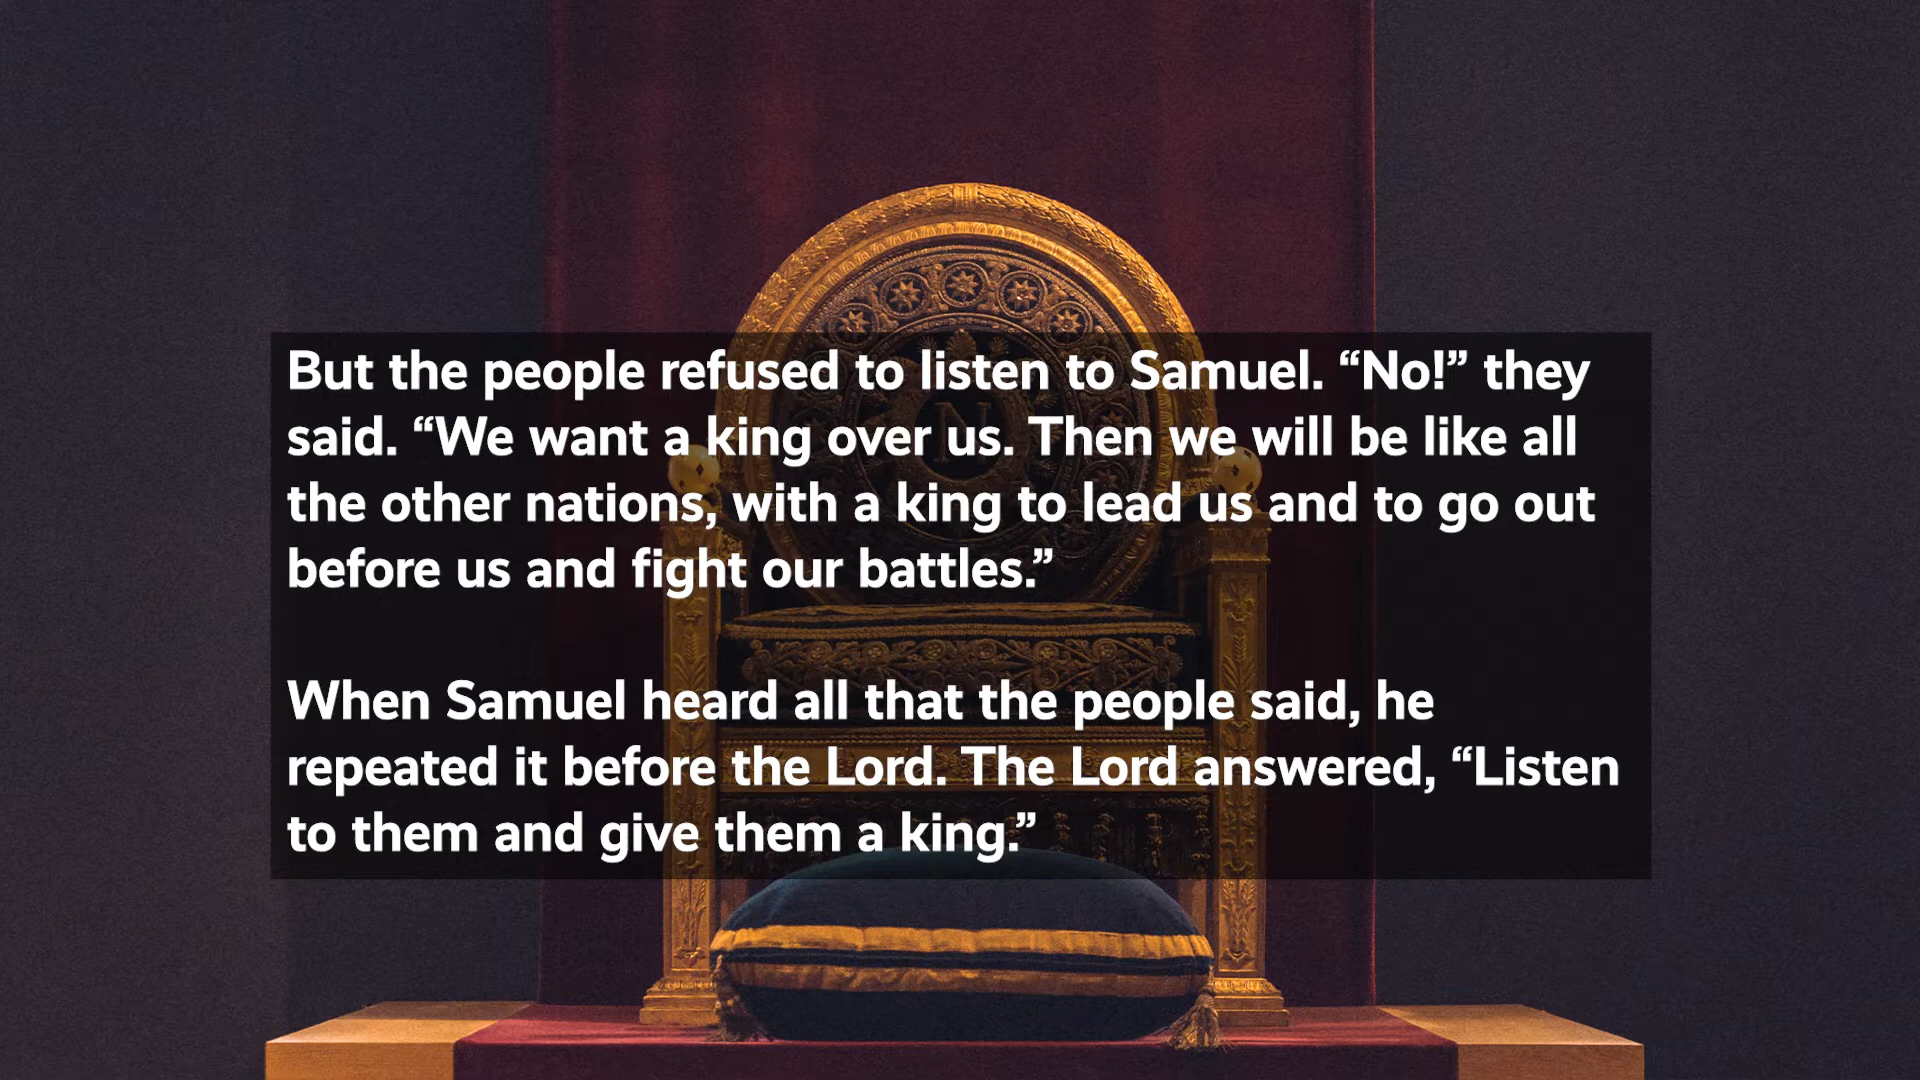 N
But the people refused to listen to Samuel. “No!” they
said. “We want a king over us. Then we will be like all
the other nations, with a king to lead us and to go out
before us and fight our battles.”
When Samuel heard all that the people said, he
repeated it before the Lord. The Lord answered, “Listen
to them and give them a king.”